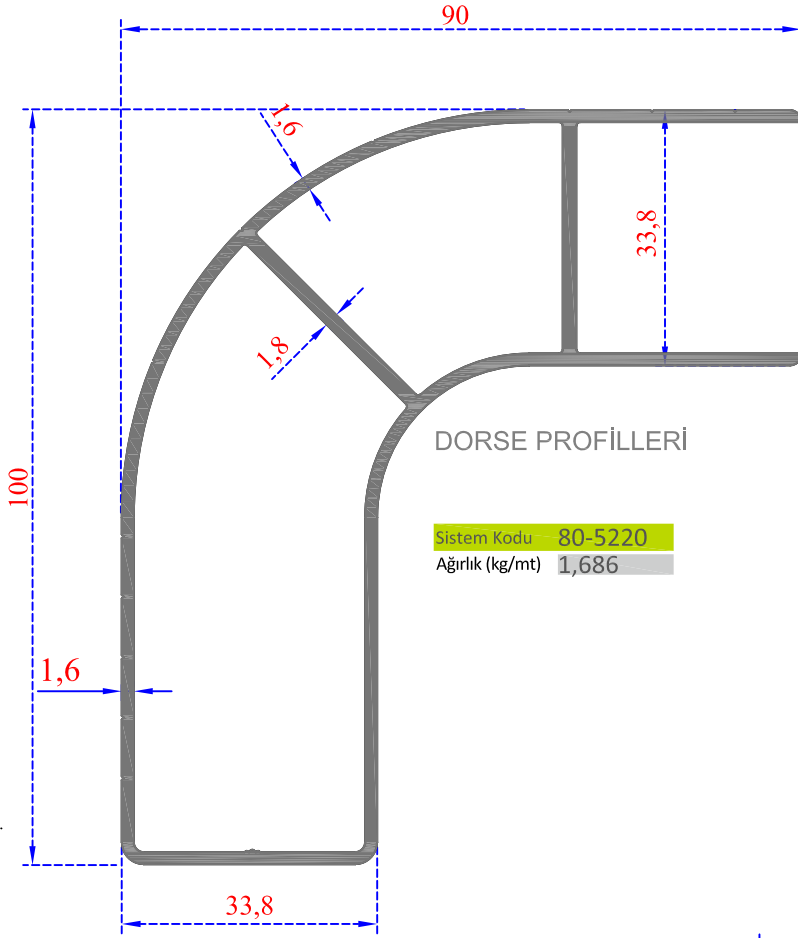 90
1,6
33,8
1,8
DORSE PROFİLLERİ
100
Sistem Kodu 80-5220
Ağırlık (kg/mt) 1,686
1,6
33,8